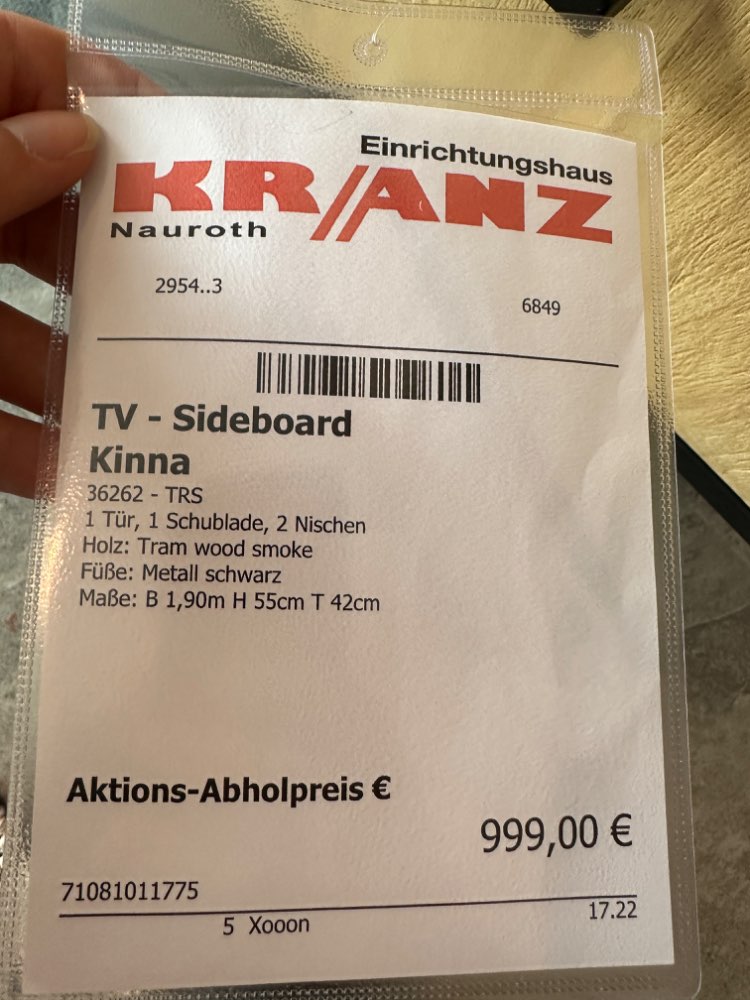 Einrichtungshaus
KRANZ
Nauroth
2954..3
6849
TV - Sideboard
Kinna
36262 - TRS
1 Tür, 1 Schublade, 2 Nischen
Holz: Tram wood smoke
Füße: Metall schwarz
Maße: B 1,90m H 55cm T 42cm
Aktions-Abholpreis €
999,00 €
71081011775
17.22
5 Xooon